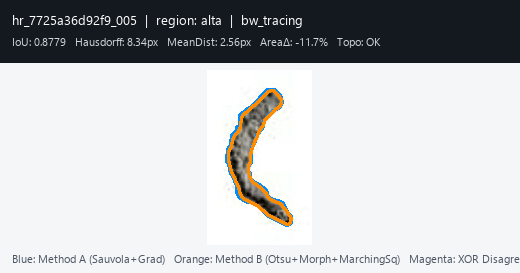 hr_7725a36d92f9_005 | region: alta | bw_tracing
IoU: 0.8779 Hausdorff: 8.34px MeanDist: 2.56px AreaΔ: -11.7% Topo: OK
Blue: Method A (Sauvola+Grad) Orange: Method B (Otsu+Morph+MarchingSq) Magenta: XOR Disagre